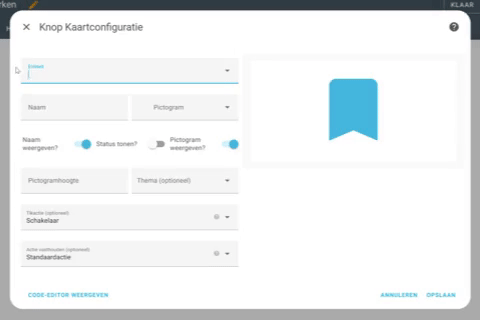 rken
KLAAR
Knop Kaartconfiguratie
Entiteit
Naam
Pictogram
Naam weergeven?
Status tonen?
Pictogram weergeven?
Pictogramhoogte
Thema (optioneel)
Tikactie (optioneel)
Schakelaar
Actie vasthouden (optioneel)
Standaardactie
CODE-EDITOR WEERGEVEN
ANNULEREN
OPSLAAN